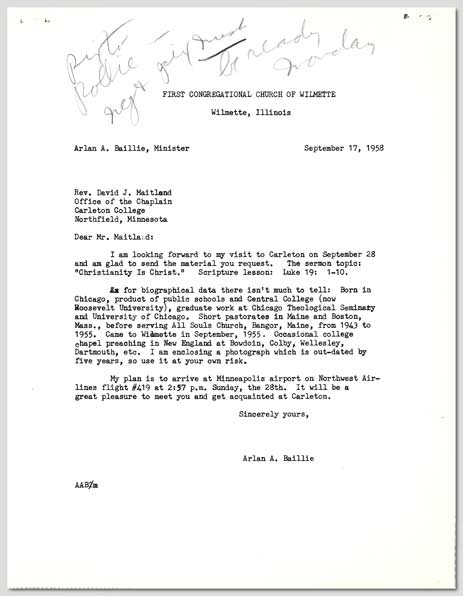 must
be ready
Monday
FIRST CONGREGATIONAL CHURCH OF WILMETTE
Wilmette, Illinois
Arlan A. Baillie, Minister September 17, 1958
Rev. David J. Maitland
Office of the Chaplain
Carleton College
Northfield, Minnesota
Dear Mr. Maitland:
I am looking forward to my visit to Carleton on September 28
and am glad to send the material you request. The sermon topic:
"Christianity Is Christ." Scripture lesson: Luke 19: 1-10.
As for biographical data there isn't much to tell: Born in
Chicago, product of public schools and Central College (now
Roosevelt University), graduate work at Chicago Theological Seminary
and University of Chicago. Short pastorates in Maine and Boston,
Mass., before serving All Souls Church, Bangor, Maine, from 1943 to
1955. Came to Wilmette in September, 1955. Occasional college
chapel preaching in New England at Bowdoin, Colby, Wellesley,
Dartmouth, etc. I am enclosing a photograph which is out-dated by
five years, so use it at your own risk.
My plan is to arrive at Minneapolis airport on Northwest Air-
lines flight #419 at 2:57 p.m. Sunday, the 28th. It will be a
great pleasure to meet you and get acquainted at Carleton.
Sincerely yours,
Arlan A. Baillie
AAB/m